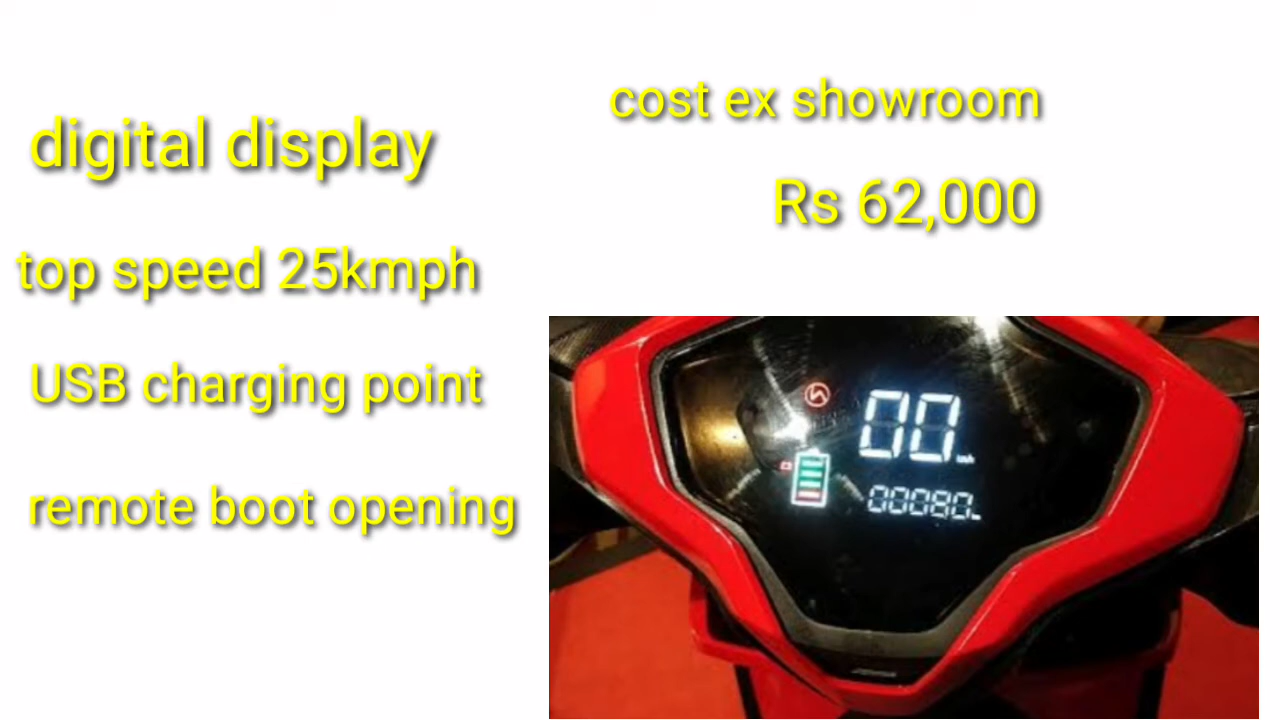 digital display
top speed 25kmph
USB charging point
remote boot opening
cost ex showroom
Rs 62,000
00
00080